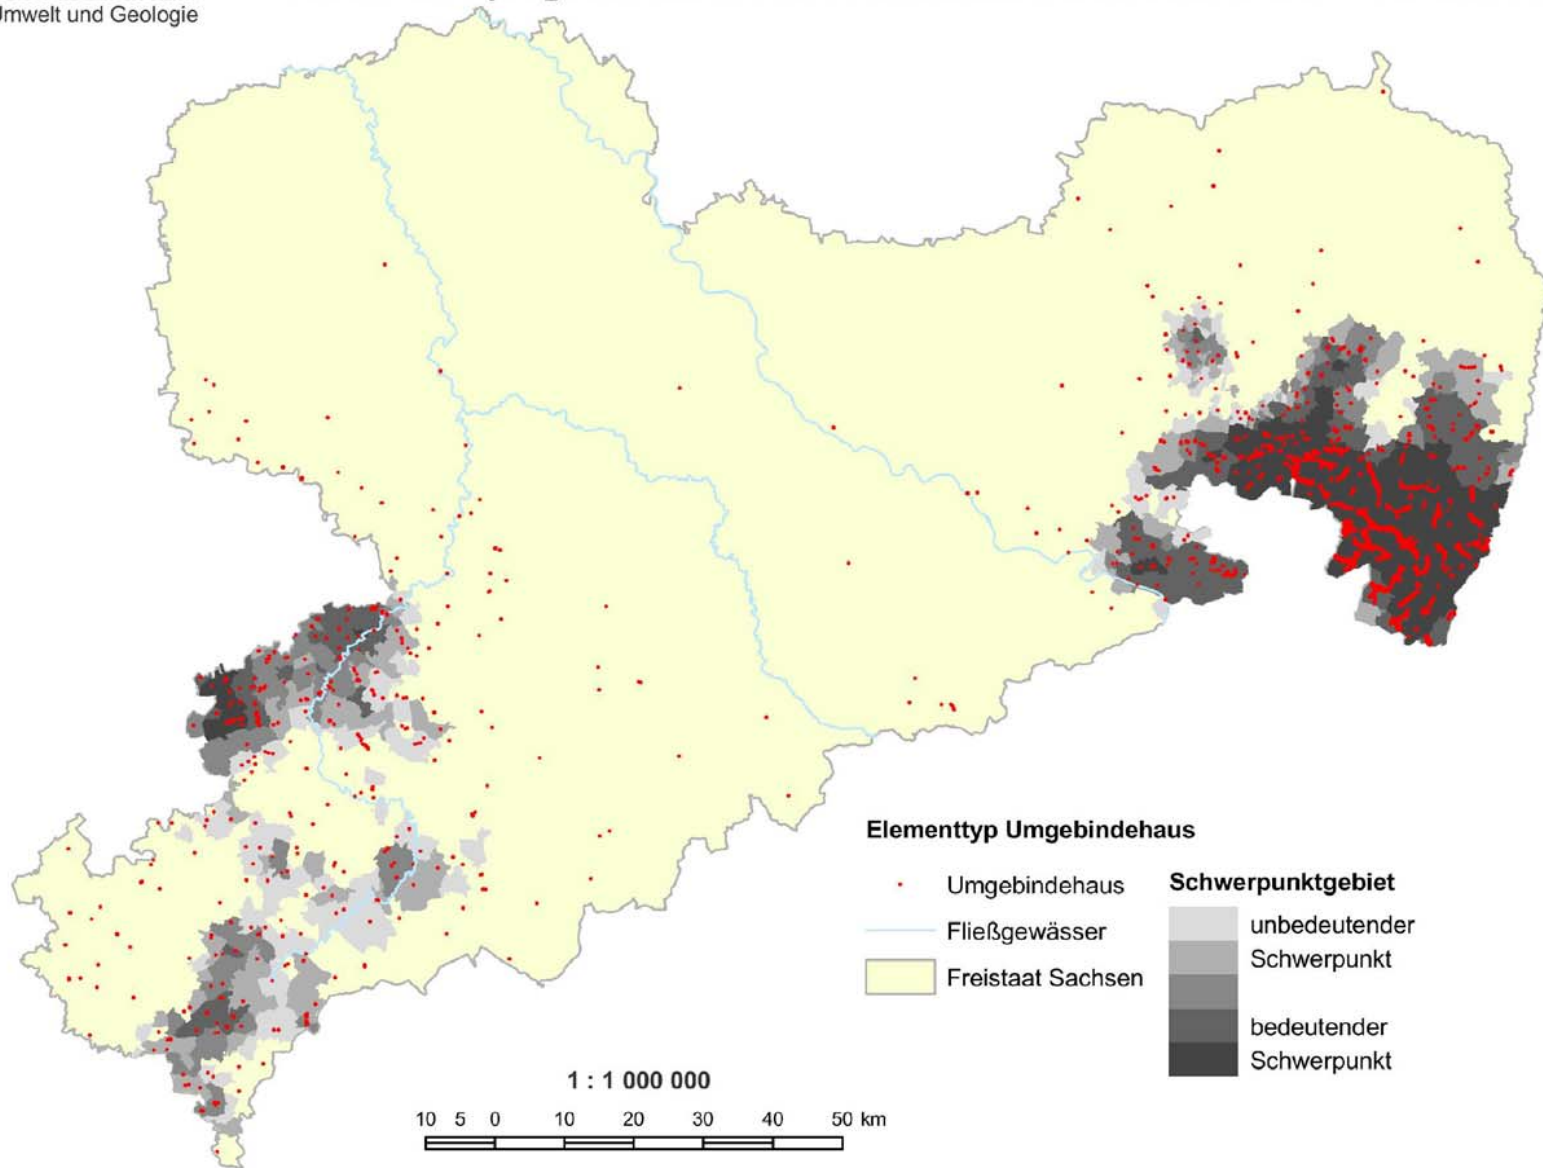 Umwelt und Geologie
Elementtyp Umgebindehaus
Umgebindehaus
Fließgewässer
Freistaat Sachsen
Schwerpunktgebiet
unbedeutender
Schwerpunkt
bedeutender
Schwerpunkt
1 : 1 000 000
10 5 0 10 20 30 40 50 km